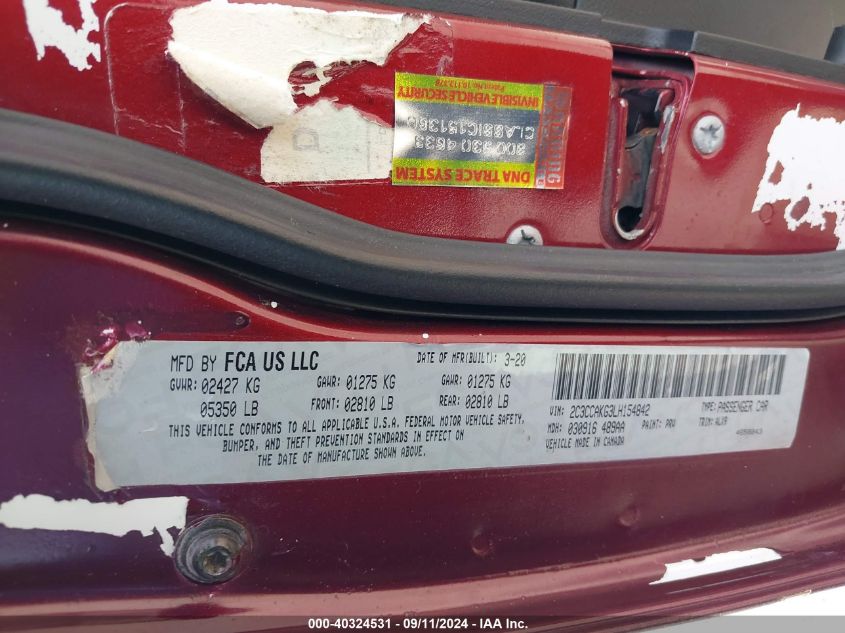 INVISIBLE VEHICLE SECURITY
CLASSIC151366
800 930 4633
DNA TRACE SYSTEM
MFD BY FCA US LLC
DATE OF MFR(BUILT): 3-20
GVWR: 02427 KG
GAWR: 01275 KG
GAWR: 01275 KG
05350 LB
FRONT: 02810 LB
REAR: 02810 LB
THIS VEHICLE CONFORMS TO ALL APPLICABLE U.S.A. FEDERAL MOTOR VEHICLE SAFETY,
BUMPER, AND THEFT PREVENTION STANDARDS IN EFFECT ON
THE DATE OF MANUFACTURE SHOWN ABOVE.
VIN: 2C3CCAKG3LH154842
TYPE: PASSENGER CAR
MDH: 030916 409AA
PAINT: PRV
TRIM: ALX9
MADE IN CANADA
000-40324531 - 09/11/2024 - IAA Inc.